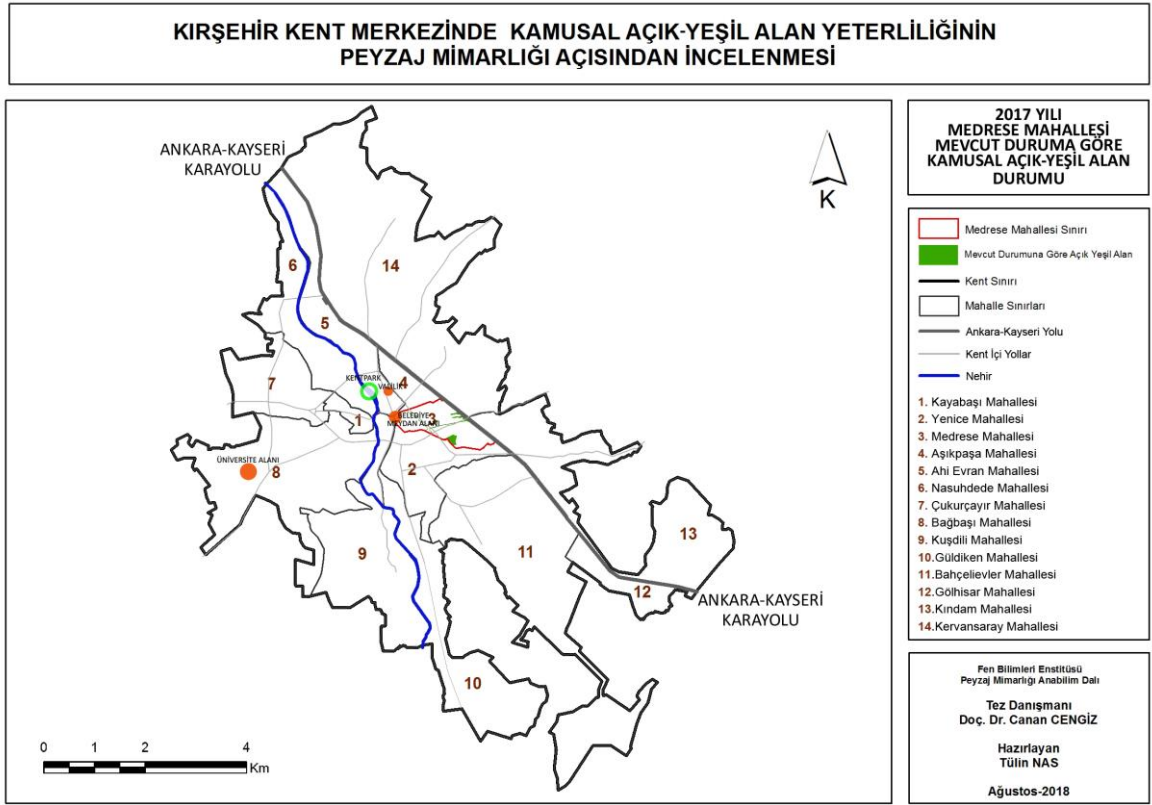 KIRŞEHİR KENT MERKEZİNDE KAMUSAL AÇIK-YEŞİL ALAN YETERLİLİĞİNİN
PEYZAJ MİMARLIĞI AÇISINDAN İNCELENMESİ
ANKARA-KAYSERİ
KARAYOLU
K
6
14
5
7
KENTPARK
VALİLİK
4
1
BELEDİYE
MEYDAN ALANI
3
ÜNİVERSİTE ALANI
8
2
9
11
13
12
ANKARA-KAYSERİ
KARAYOLU
10
0 1 2 4
Km
2017 YILI
MEDRESE MAHALLESİ
MEVCUT DURUMA GÖRE
KAMUSAL AÇIK-YEŞİL ALAN
DURUMU
Medrese Mahallesi Sınırı
Mevcut Durumuna Göre Açık Yeşil Alan
Kent Sınırı
Mahalle Sınırları
Ankara-Kayseri Yolu
Kent İçi Yollar
Nehir
1. Kayabaşı Mahallesi
2. Yenice Mahallesi
3. Medrese Mahallesi
4. Aşıkpaşa Mahallesi
5. Ahi Evran Mahallesi
6. Nasuhdede Mahallesi
7. Çukurçayır Mahallesi
8. Bağbaşı Mahallesi
9. Kuşdili Mahallesi
10.Güldiken Mahallesi
11.Bahçelievler Mahallesi
12.Gölhisar Mahallesi
13.Kındam Mahallesi
14.Kervansaray Mahallesi
Fen Bilimleri Enstitüsü
Peyzaj Mimarlığı Anabilim Dalı
Tez Danışmanı
Doç. Dr. Canan CENGİZ
Hazırlayan
Tülin NAS
Ağustos-2018